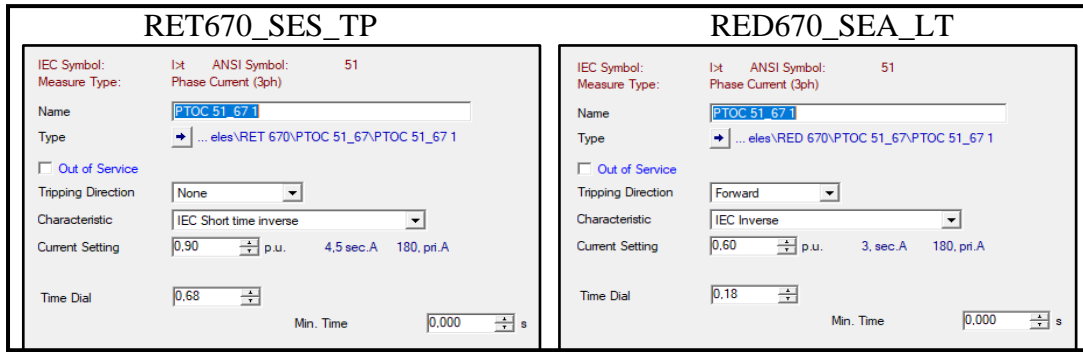 RET670_SES_TP
IEC Symbol: I>t ANSI Symbol: 51
Measure Type: Phase Current (3ph)
Name PTOC 51_67 1
Type ... eles\RET 670\PTOC 51_67\PTOC 51_67 1
Out of Service
Tripping Direction None
Characteristic IEC Short time inverse
Current Setting 0,90 p.u. 4,5 sec.A 180, pri.A
Time Dial 0,68
Min. Time 0,000 s
RED670_SEA_LT
IEC Symbol: I>t ANSI Symbol: 51
Measure Type: Phase Current (3ph)
Name PTOC 51_67 1
Type ... eles\RED 670\PTOC 51_67\PTOC 51_67 1
Out of Service
Tripping Direction Forward
Characteristic IEC Inverse
Current Setting 0,60 p.u. 3, sec.A 180, pri.A
Time Dial 0,18
Min. Time 0,000 s